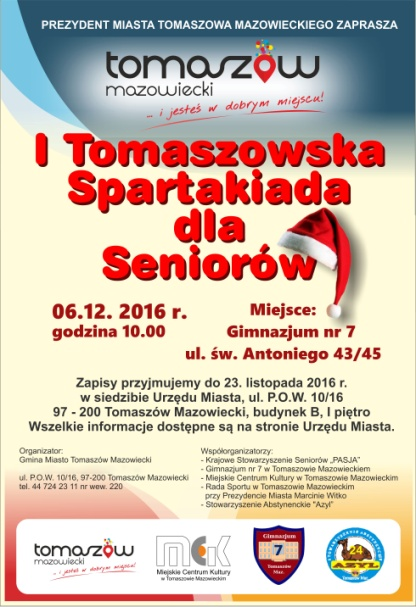 PREZYDENT MIASTA TOMASZOWA MAZOWIECKIEGO ZAPRASZA
tomaszów
mazowiecki
... i jesteś w dobrym miejscu!
I Tomaszowska
Spartakiada
dla
Seniorów
06.12. 2016 r.
godzina 10.00
Miejsce:
Gimnazjum nr 7
ul. św. Antoniego 43/45
Zapisy przyjmujemy do 23. listopada 2016 r.
w siedzibie Urzędu Miasta, ul. P.O.W. 10/16
97 - 200 Tomaszów Mazowiecki, budynek B, I piętro
Wszelkie informacje dostępne są na stronie Urzędu Miasta.
Organizator:
Gmina Miasto Tomaszów Mazowiecki
ul. P.O.W. 10/16, 97-200 Tomaszów Mazowiecki
tel. 44 724 23 11 nr wew. 220
Współorganizatorzy:
- Krajowe Stowarzyszenie Seniorów „PASJA"
- Gimnazjum nr 7 w Tomaszowie Mazowieckiem
- Miejskie Centrum Kultury w Tomaszowie Mazowieckim
- Rada Sportu w Tomaszowie Mazowieckim
przy Prezydencie Miasta Marcinie Witko
- Stowarzyszenie Abstynenckie "Azyl"
tomaszów
mazowiecki
... i jesteś w dobrym miejscu!
MCK
Miejskie Centrum Kultury
w Tomaszowie Mazowieckim
Gimnazjum
7
Tomaszów
Maz.
STOWARZYSZENIE ABSTYNENCKIE
24
AZYL
Tomaszów Maz.